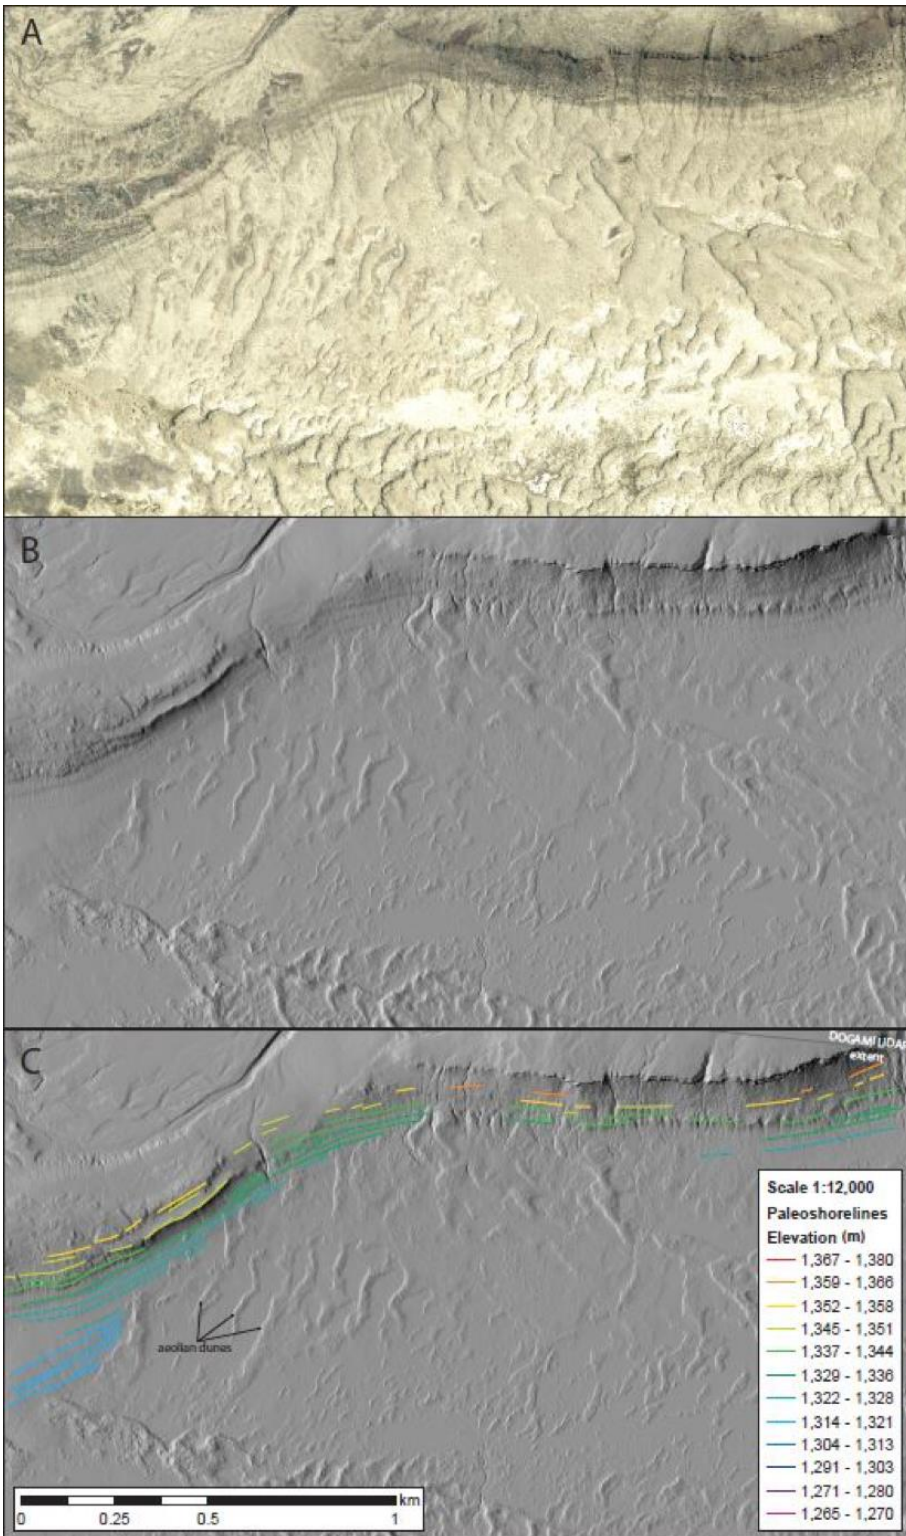 A
B
C
DOGAMI LIDAR
extent
aeolian dunes
Scale 1:12,000
Paleoshorelines
Elevation (m)
1,367 - 1,380
1,359 - 1,366
1,352 - 1,358
1,345 - 1,351
1,337 - 1,344
1,329 - 1,336
1,322 - 1,328
1,314 - 1,321
1,304 - 1,313
1,291 - 1,303
1,271 - 1,280
1,265 - 1,270
km
0 0.25 0.5 1